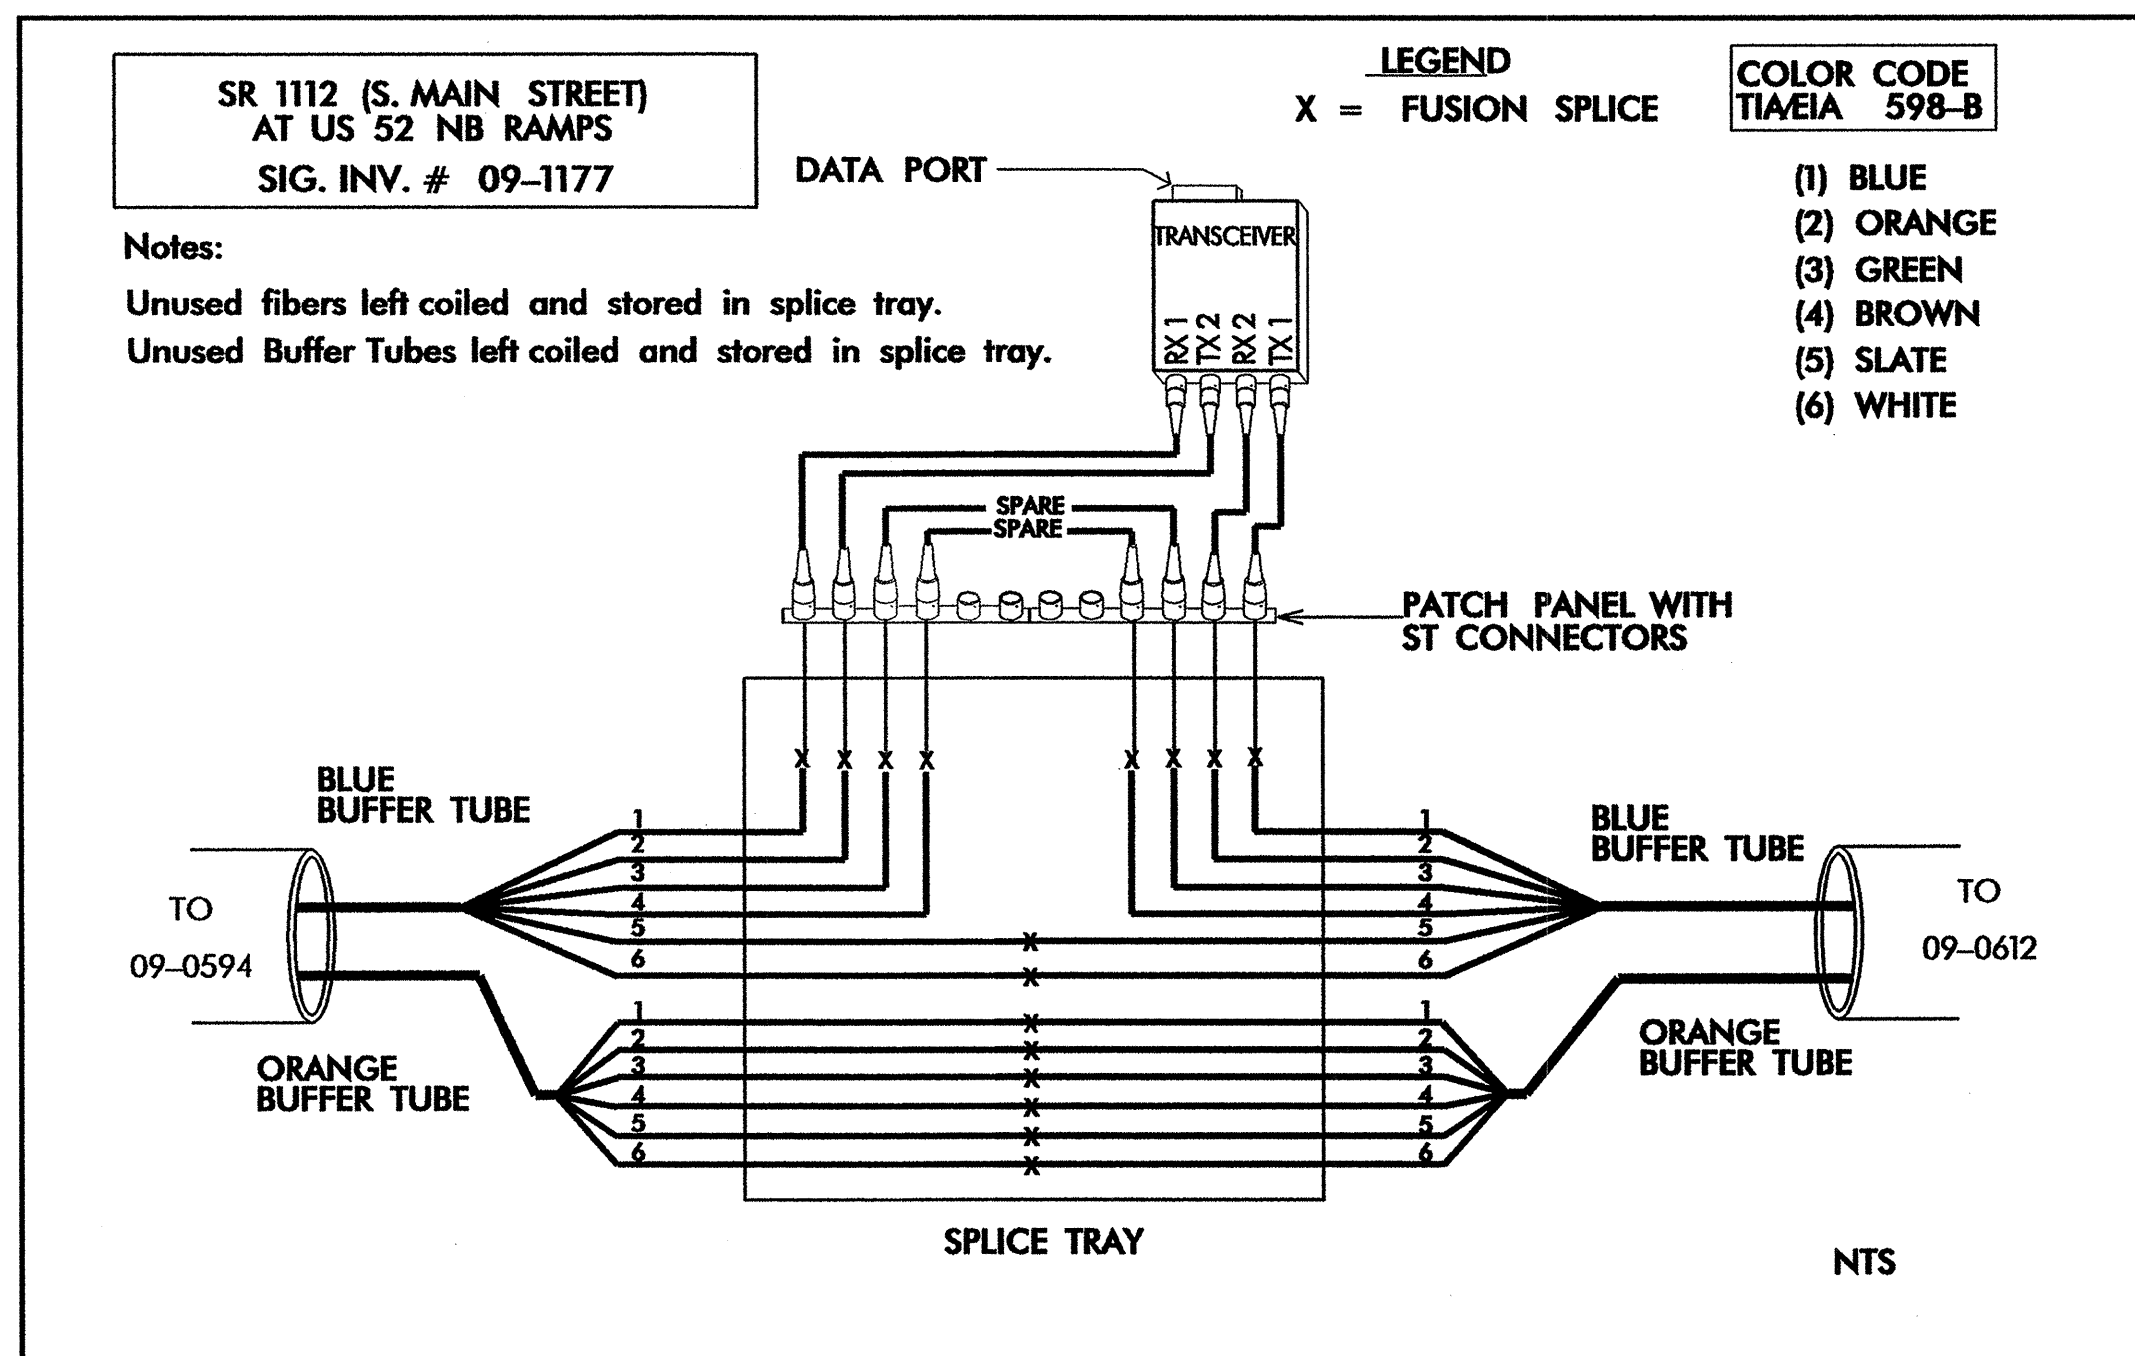 SR 1112 (S. MAIN STREET)
AT US 52 NB RAMPS
SIG. INV. # 09-1177
Notes:
Unused fibers left coiled and stored in splice tray.
Unused Buffer Tubes left coiled and stored in splice tray.
LEGEND
X = FUSION SPLICE
COLOR CODE
TIA/EIA 598-B
(1) BLUE
(2) ORANGE
(3) GREEN
(4) BROWN
(5) SLATE
(6) WHITE
DATA PORT
TRANSCEIVER
RX 1
TX 2
RX 2
TX 1
SPARE
SPARE
PATCH PANEL WITH
ST CONNECTORS
X X X X X X X X
BLUE
BUFFER TUBE
TO
09-0594
ORANGE
BUFFER TUBE
1
2
3
4
5
6
1
2
3
4
5
6
X
X
X
X
X
X
X
X
1
2
3
4
5
6
1
2
3
4
5
6
BLUE
BUFFER TUBE
TO
09-0612
ORANGE
BUFFER TUBE
SPLICE TRAY
NTS